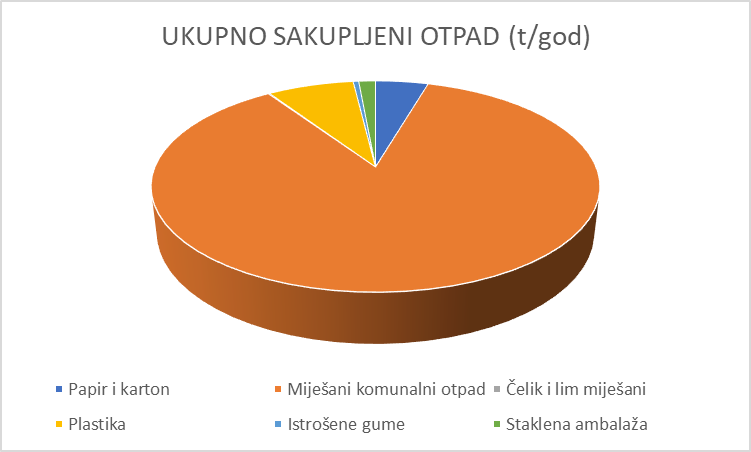 UKUPNO SAKUPLJENI OTPAD (t/god)
Papir i karton
Miješani komunalni otpad
Čelik i lim miješani
Plastika
Istrošene gume
Staklena ambalaža